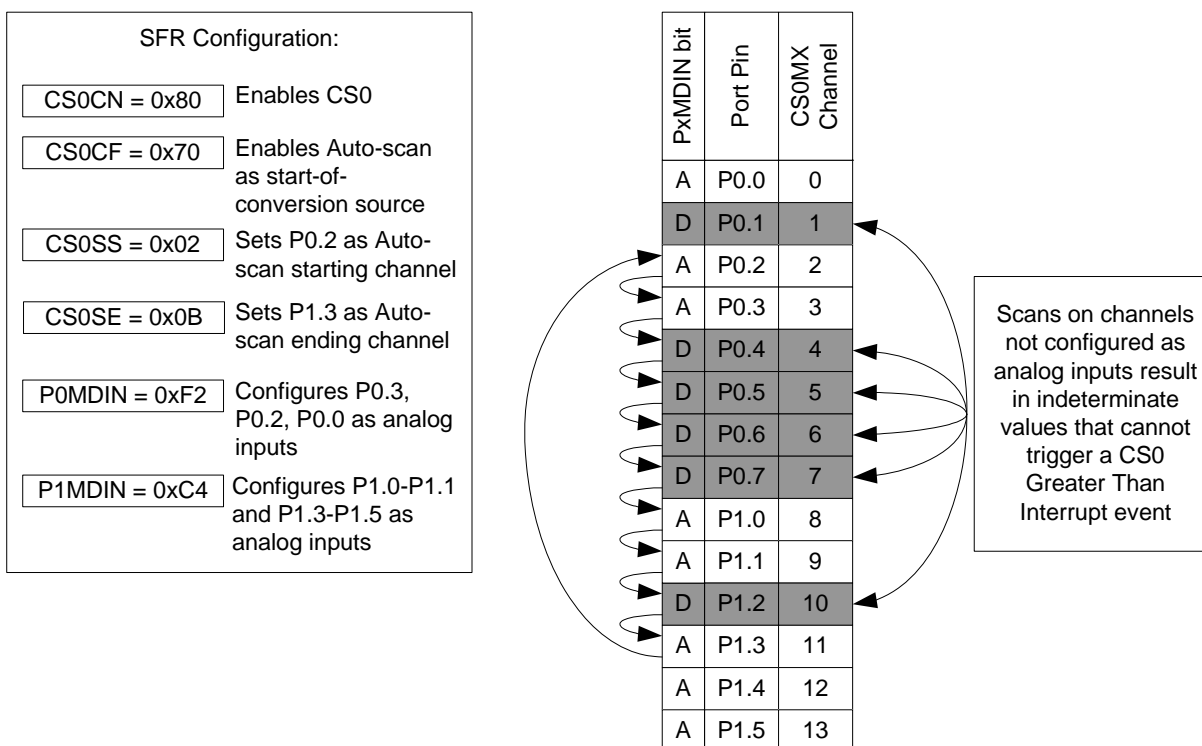 SFR Configuration:
CS0CN = 0x80
Enables CS0
CS0CF = 0x70
Enables Auto-scan
as start-of-
conversion source
CS0SS = 0x02
Sets P0.2 as Auto-
scan starting channel
CS0SE = 0x0B
Sets P1.3 as Auto-
scan ending channel
P0MDIN = 0xF2
Configures P0.3,
P0.2, P0.0 as analog
inputs
P1MDIN = 0xC4
Configures P1.0-P1.1
and P1.3-P1.5 as
analog inputs
PxMDIN bit
Port Pin
CS0MX
Channel
A P0.0 0
D P0.1 1
A P0.2 2
A P0.3 3
D P0.4 4
D P0.5 5
D P0.6 6
D P0.7 7
A P1.0 8
A P1.1 9
D P1.2 10
A P1.3 11
A P1.4 12
A P1.5 13
Scans on channels
not configured as
analog inputs result
in indeterminate
values that cannot
trigger a CS0
Greater Than
Interrupt event